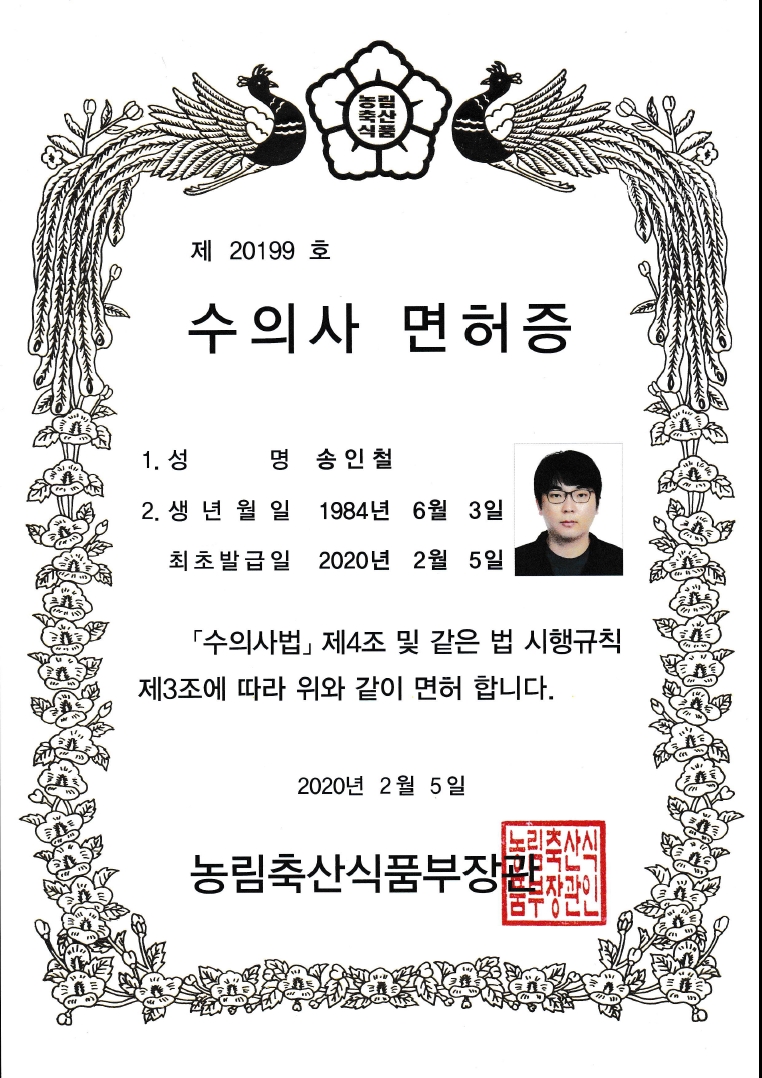 농림
축산
식품
제 20199 호
수의사 면허증
1. 성 명 송인철
2. 생년월일 1984년 6월 3일
최초발급일 2020년 2월 5일
「수의사법」제4조 및 같은 법 시행규칙
제3조에 따라 위와 같이 면허 합니다.
2020년 2월 5일
농림축산식품부장관
농림축산식
품부장관인